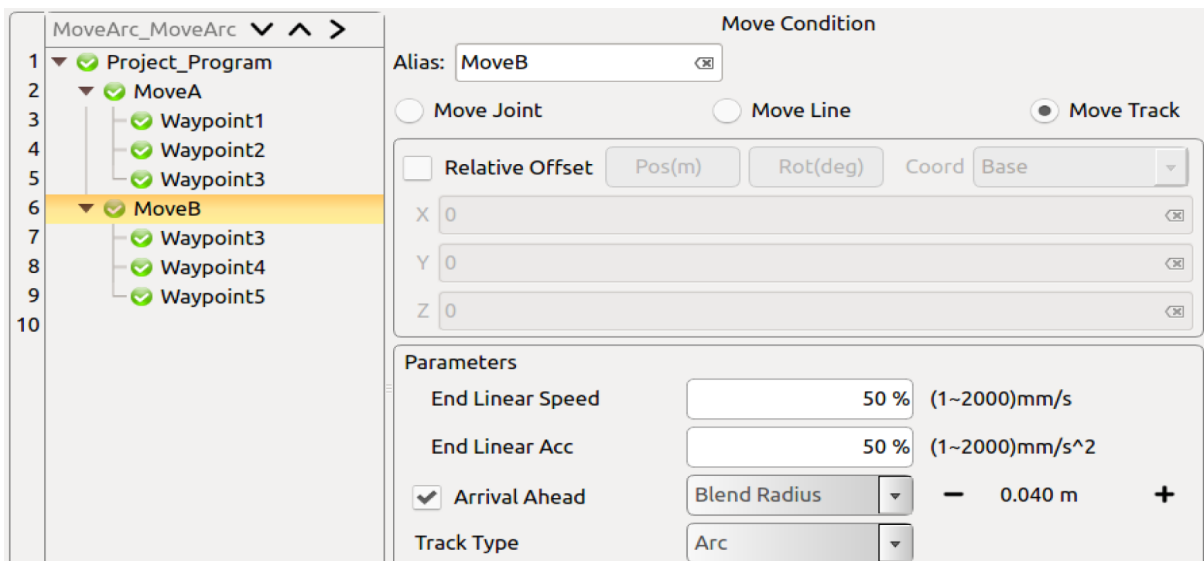 MoveArc_MoveArc
1 Project_Program
2 MoveA
3 Waypoint1
4 Waypoint2
5 Waypoint3
6 MoveB
7 Waypoint3
8 Waypoint4
9 Waypoint5
10
Move Condition
Alias: MoveB
Move Joint Move Line Move Track
Relative Offset Pos(m) Rot(deg) Coord Base
X 0
Y 0
Z 0
Parameters
End Linear Speed 50 % (1~2000)mm/s
End Linear Acc 50 % (1~2000)mm/s^2
Arrival Ahead Blend Radius − 0.040 m +
Track Type Arc